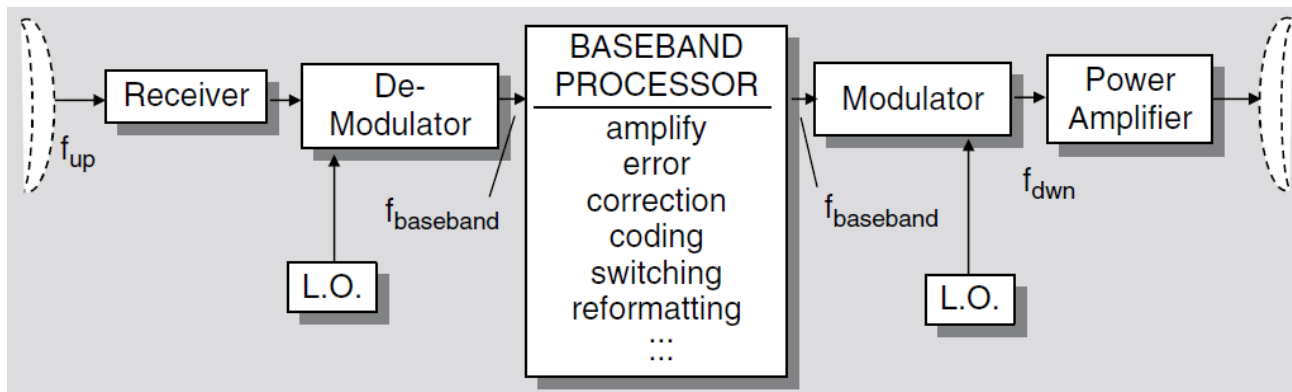 f_up
Receiver
De-
Modulator
L.O.
f_baseband
BASEBAND
PROCESSOR
amplify
error
correction
coding
switching
reformatting
...
...
f_baseband
Modulator
L.O.
f_dwn
Power
Amplifier